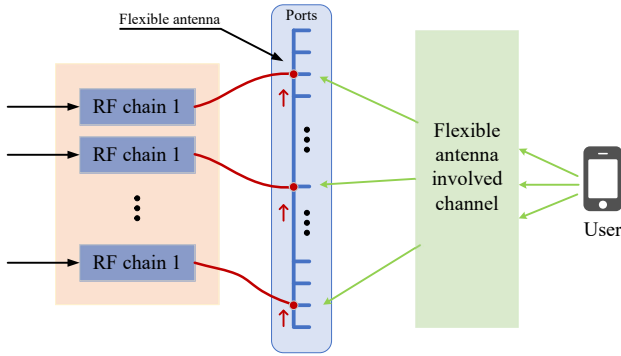 Flexible antenna
Ports
RF chain 1
RF chain 1
RF chain 1
Flexible
antenna
involved
channel
User